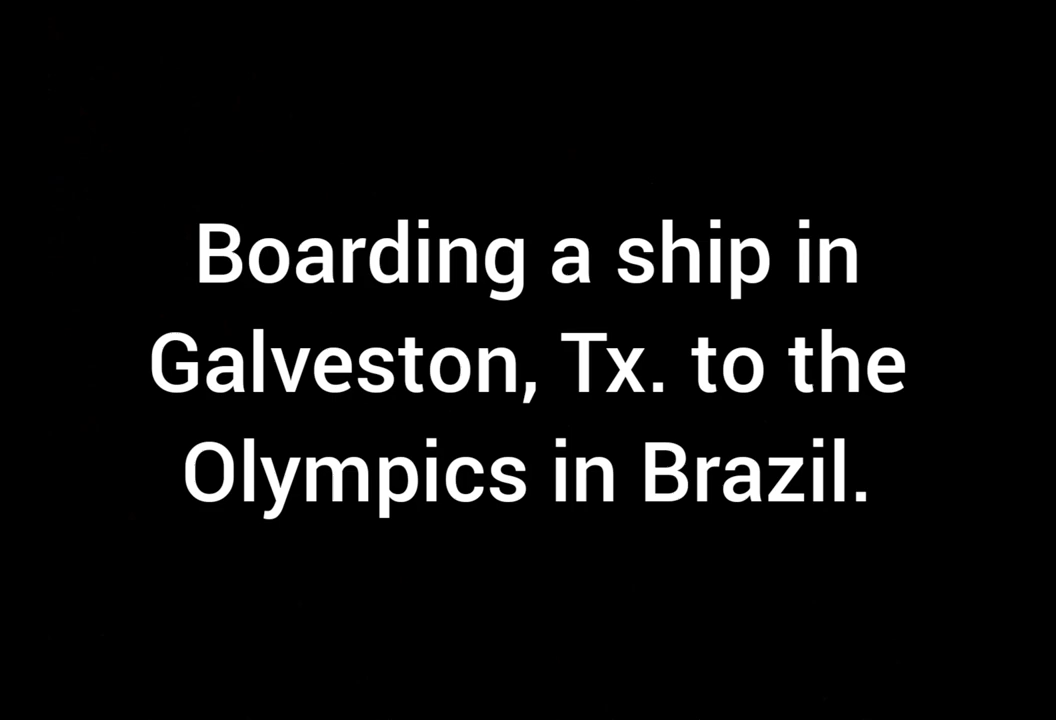 Boarding a ship in
Galveston, Tx. to the
Olympics in Brazil.